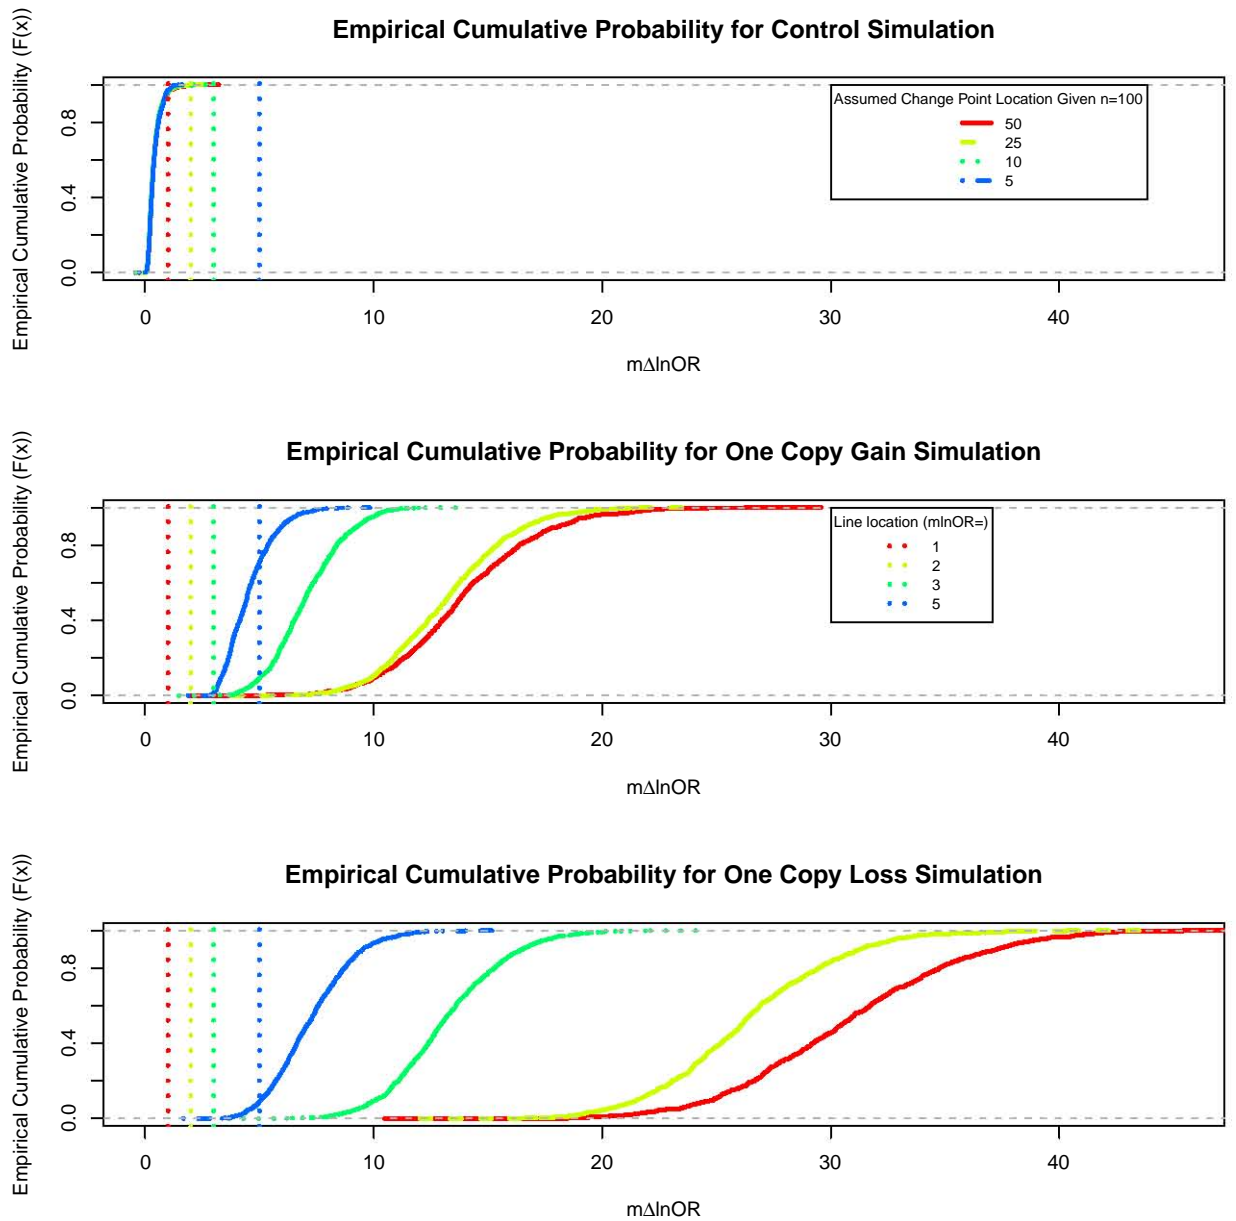 Empirical Cumulative Probability for Control Simulation
Empirical Cumulative Probability (F(x))
0.0 0.4 0.8
Assumed Change Point Location Given n=100
50
25
10
5
0 10 20 30 40
mΔlnOR
Empirical Cumulative Probability for One Copy Gain Simulation
Empirical Cumulative Probability (F(x))
0.0 0.4 0.8
Line location (mlnOR=)
1
2
3
5
0 10 20 30 40
mΔlnOR
Empirical Cumulative Probability for One Copy Loss Simulation
Empirical Cumulative Probability (F(x))
0.0 0.4 0.8
0 10 20 30 40
mΔlnOR